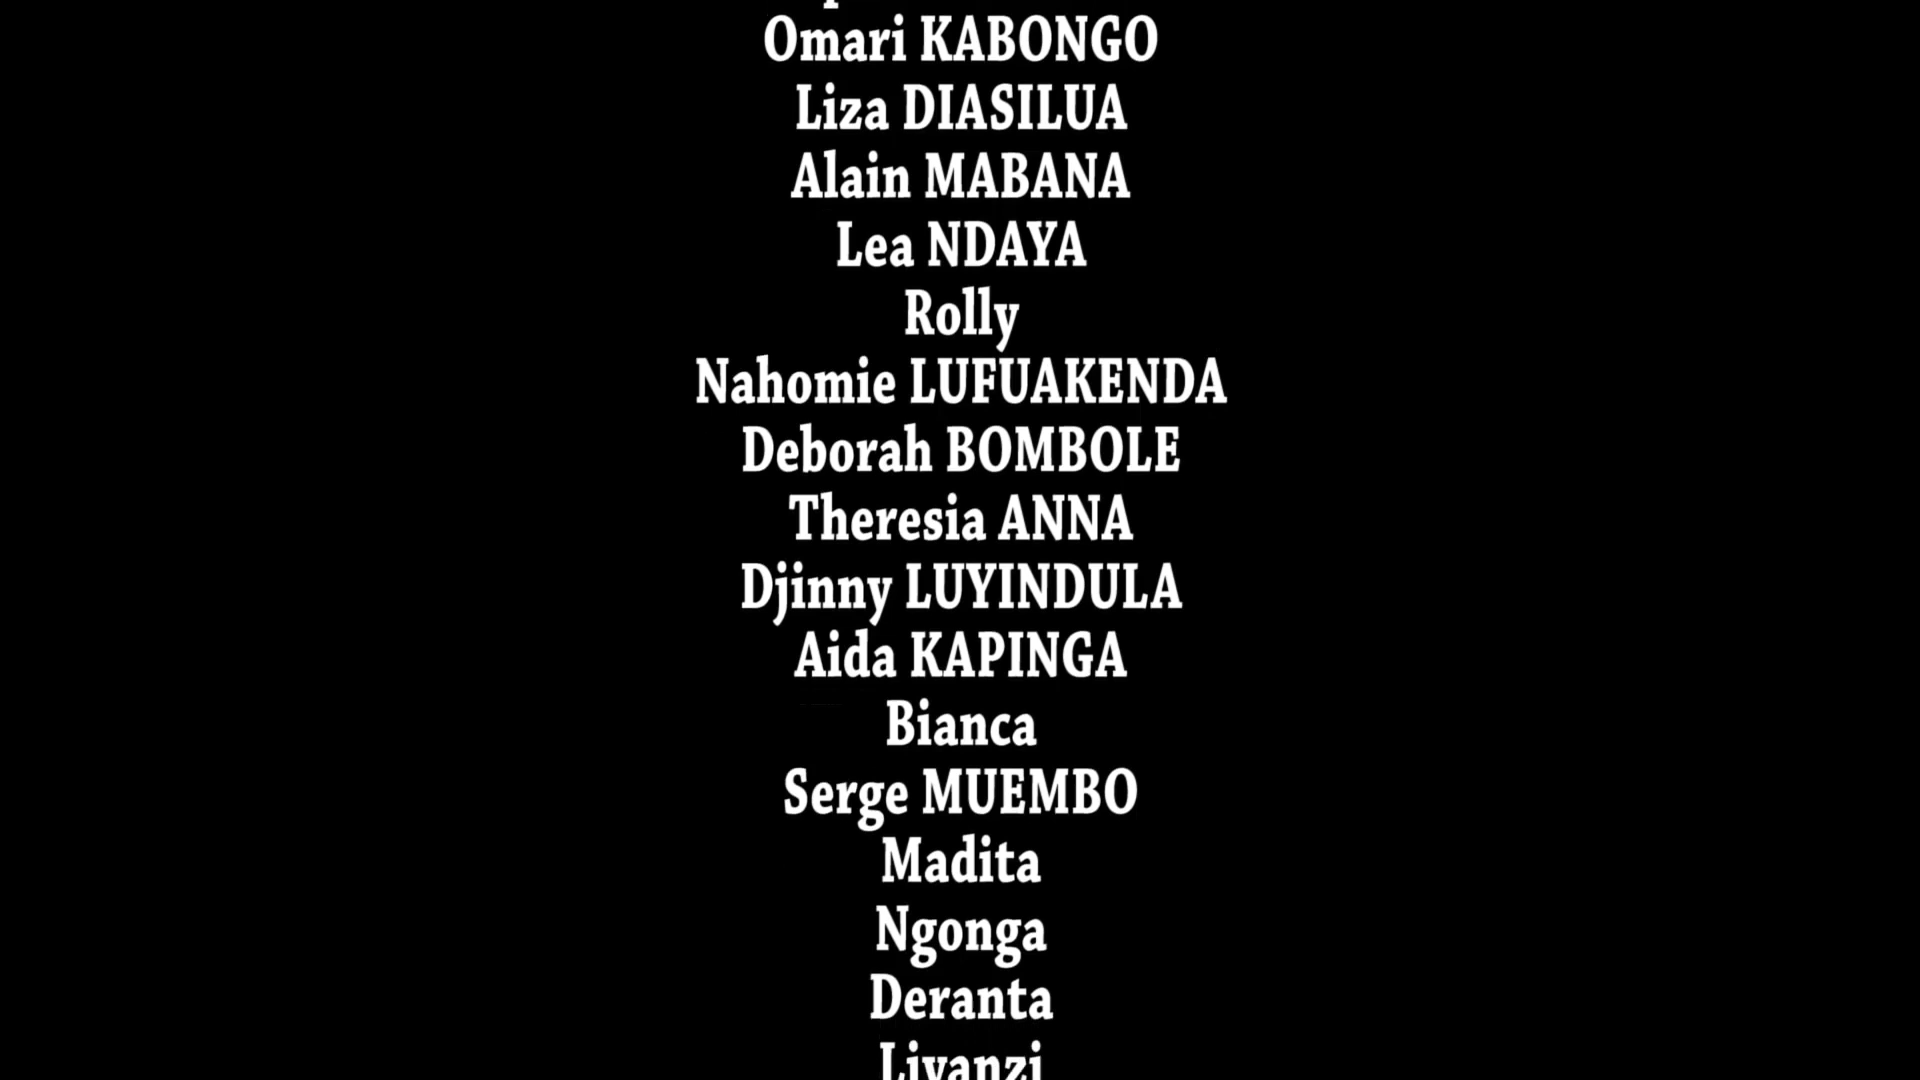 Omari KABONGO
Liza DIASILUA
Alain MABANA
Lea NDAYA
Rolly
Nahomie LUFUAKENDA
Deborah BOMBOLE
Theresia ANNA
Djinny LUYINDULA
Aida KAPINGA
Bianca
Serge MUEMBO
Madita
Ngonga
Deranta